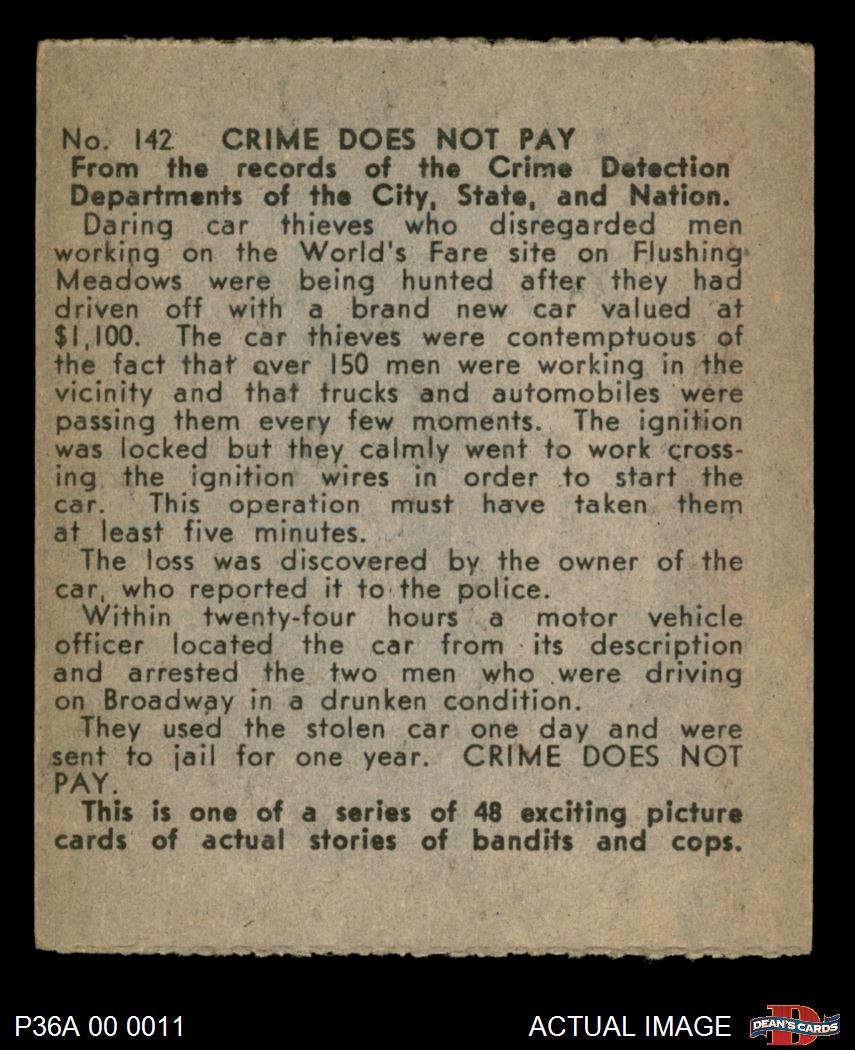 No. 142 CRIME DOES NOT PAY
From the records of the Crime Detection
Departments of the City, State, and Nation.
Daring car thieves who disregarded men
working on the World's Fare site on Flushing
Meadows were being hunted after they had
driven off with a brand new car valued at
$1,100. The car thieves were contemptuous of
the fact that over 150 men were working in the
vicinity and that trucks and automobiles were
passing them every few moments. The ignition
was locked but they calmly went to work cross-
ing the ignition wires in order to start the
car. This operation must have taken them
at least five minutes.
The loss was discovered by the owner of the
car, who reported it to the police.
Within twenty-four hours a motor vehicle
officer located the car from its description
and arrested the two men who were driving
on Broadway in a drunken condition.
They used the stolen car one day and were
sent to jail for one year. CRIME DOES NOT
PAY.
This is one of a series of 48 exciting picture
cards of actual stories of bandits and cops.
P36A 00 0011 ACTUAL IMAGE D DEAN'S CARDS